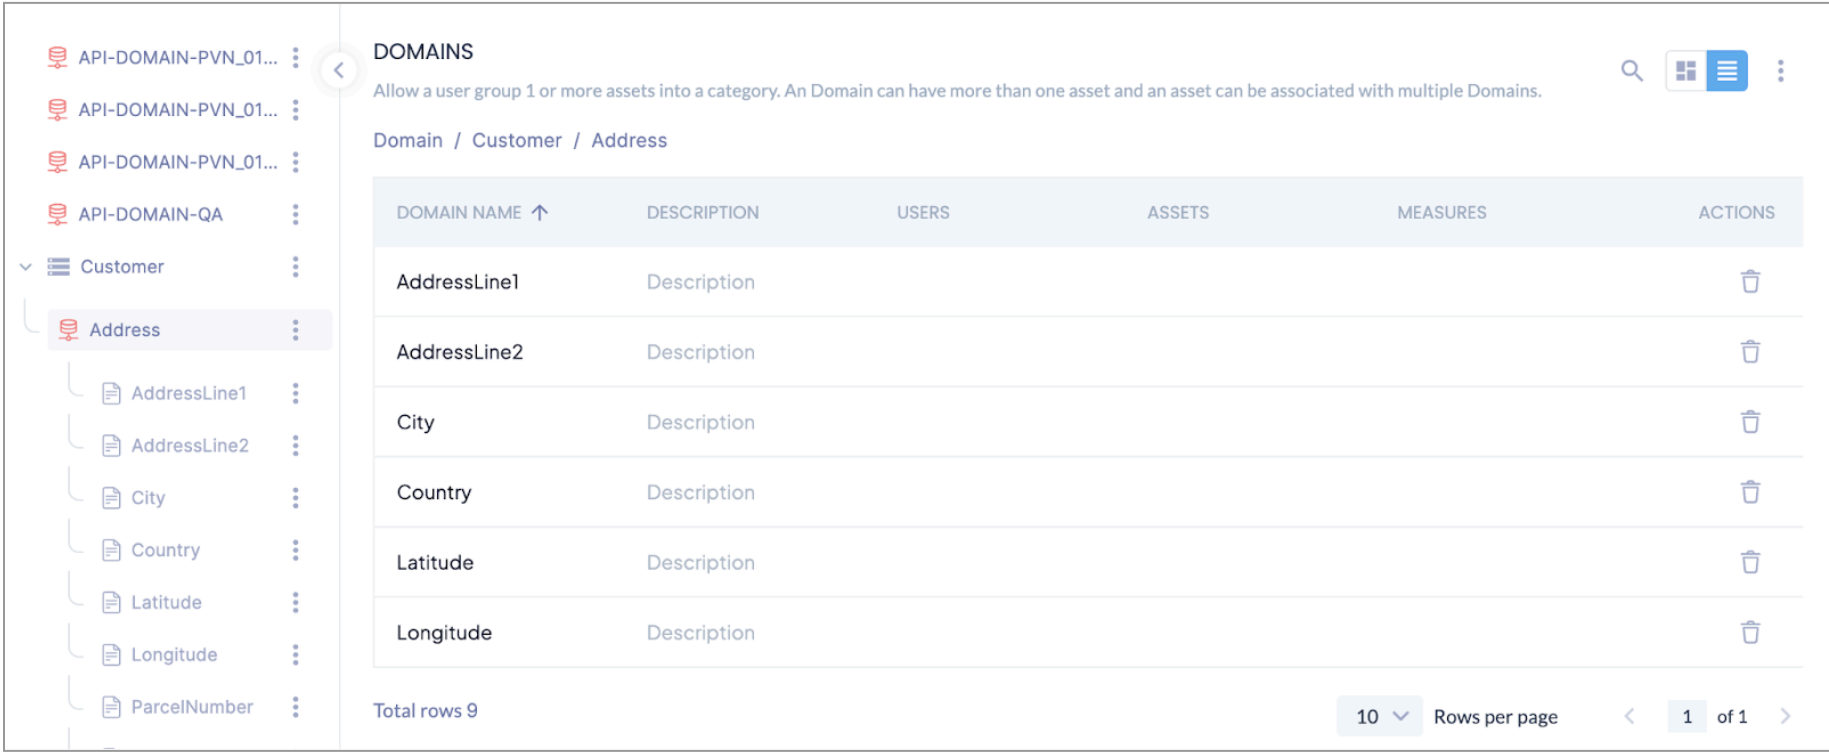 API-DOMAIN-PVN_01...
API-DOMAIN-PVN_01...
API-DOMAIN-PVN_01...
API-DOMAIN-QA
Customer
Address
AddressLine1
AddressLine2
City
Country
Latitude
Longitude
ParcelNumber
DOMAINS
Allow a user group 1 or more assets into a category. An Domain can have more than one asset and an asset can be associated with multiple Domains.
Domain / Customer / Address
DOMAIN NAME DESCRIPTION USERS ASSETS MEASURES ACTIONS
AddressLine1 Description
AddressLine2 Description
City Description
Country Description
Latitude Description
Longitude Description
Total rows 9 10 Rows per page 1 of 1